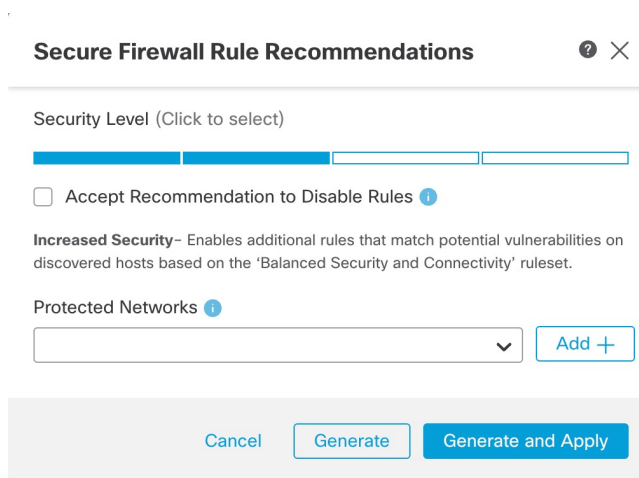 Secure Firewall Rule Recommendations
Security Level (Click to select)
Accept Recommendation to Disable Rules
Increased Security– Enables additional rules that match potential vulnerabilities on
discovered hosts based on the ‘Balanced Security and Connectivity’ ruleset.
Protected Networks
Add +
Cancel Generate Generate and Apply